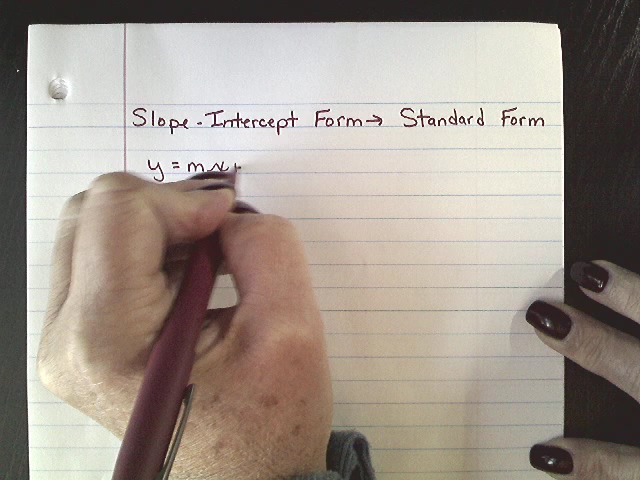 Slope-Intercept Form → Standard Form
y = mx+